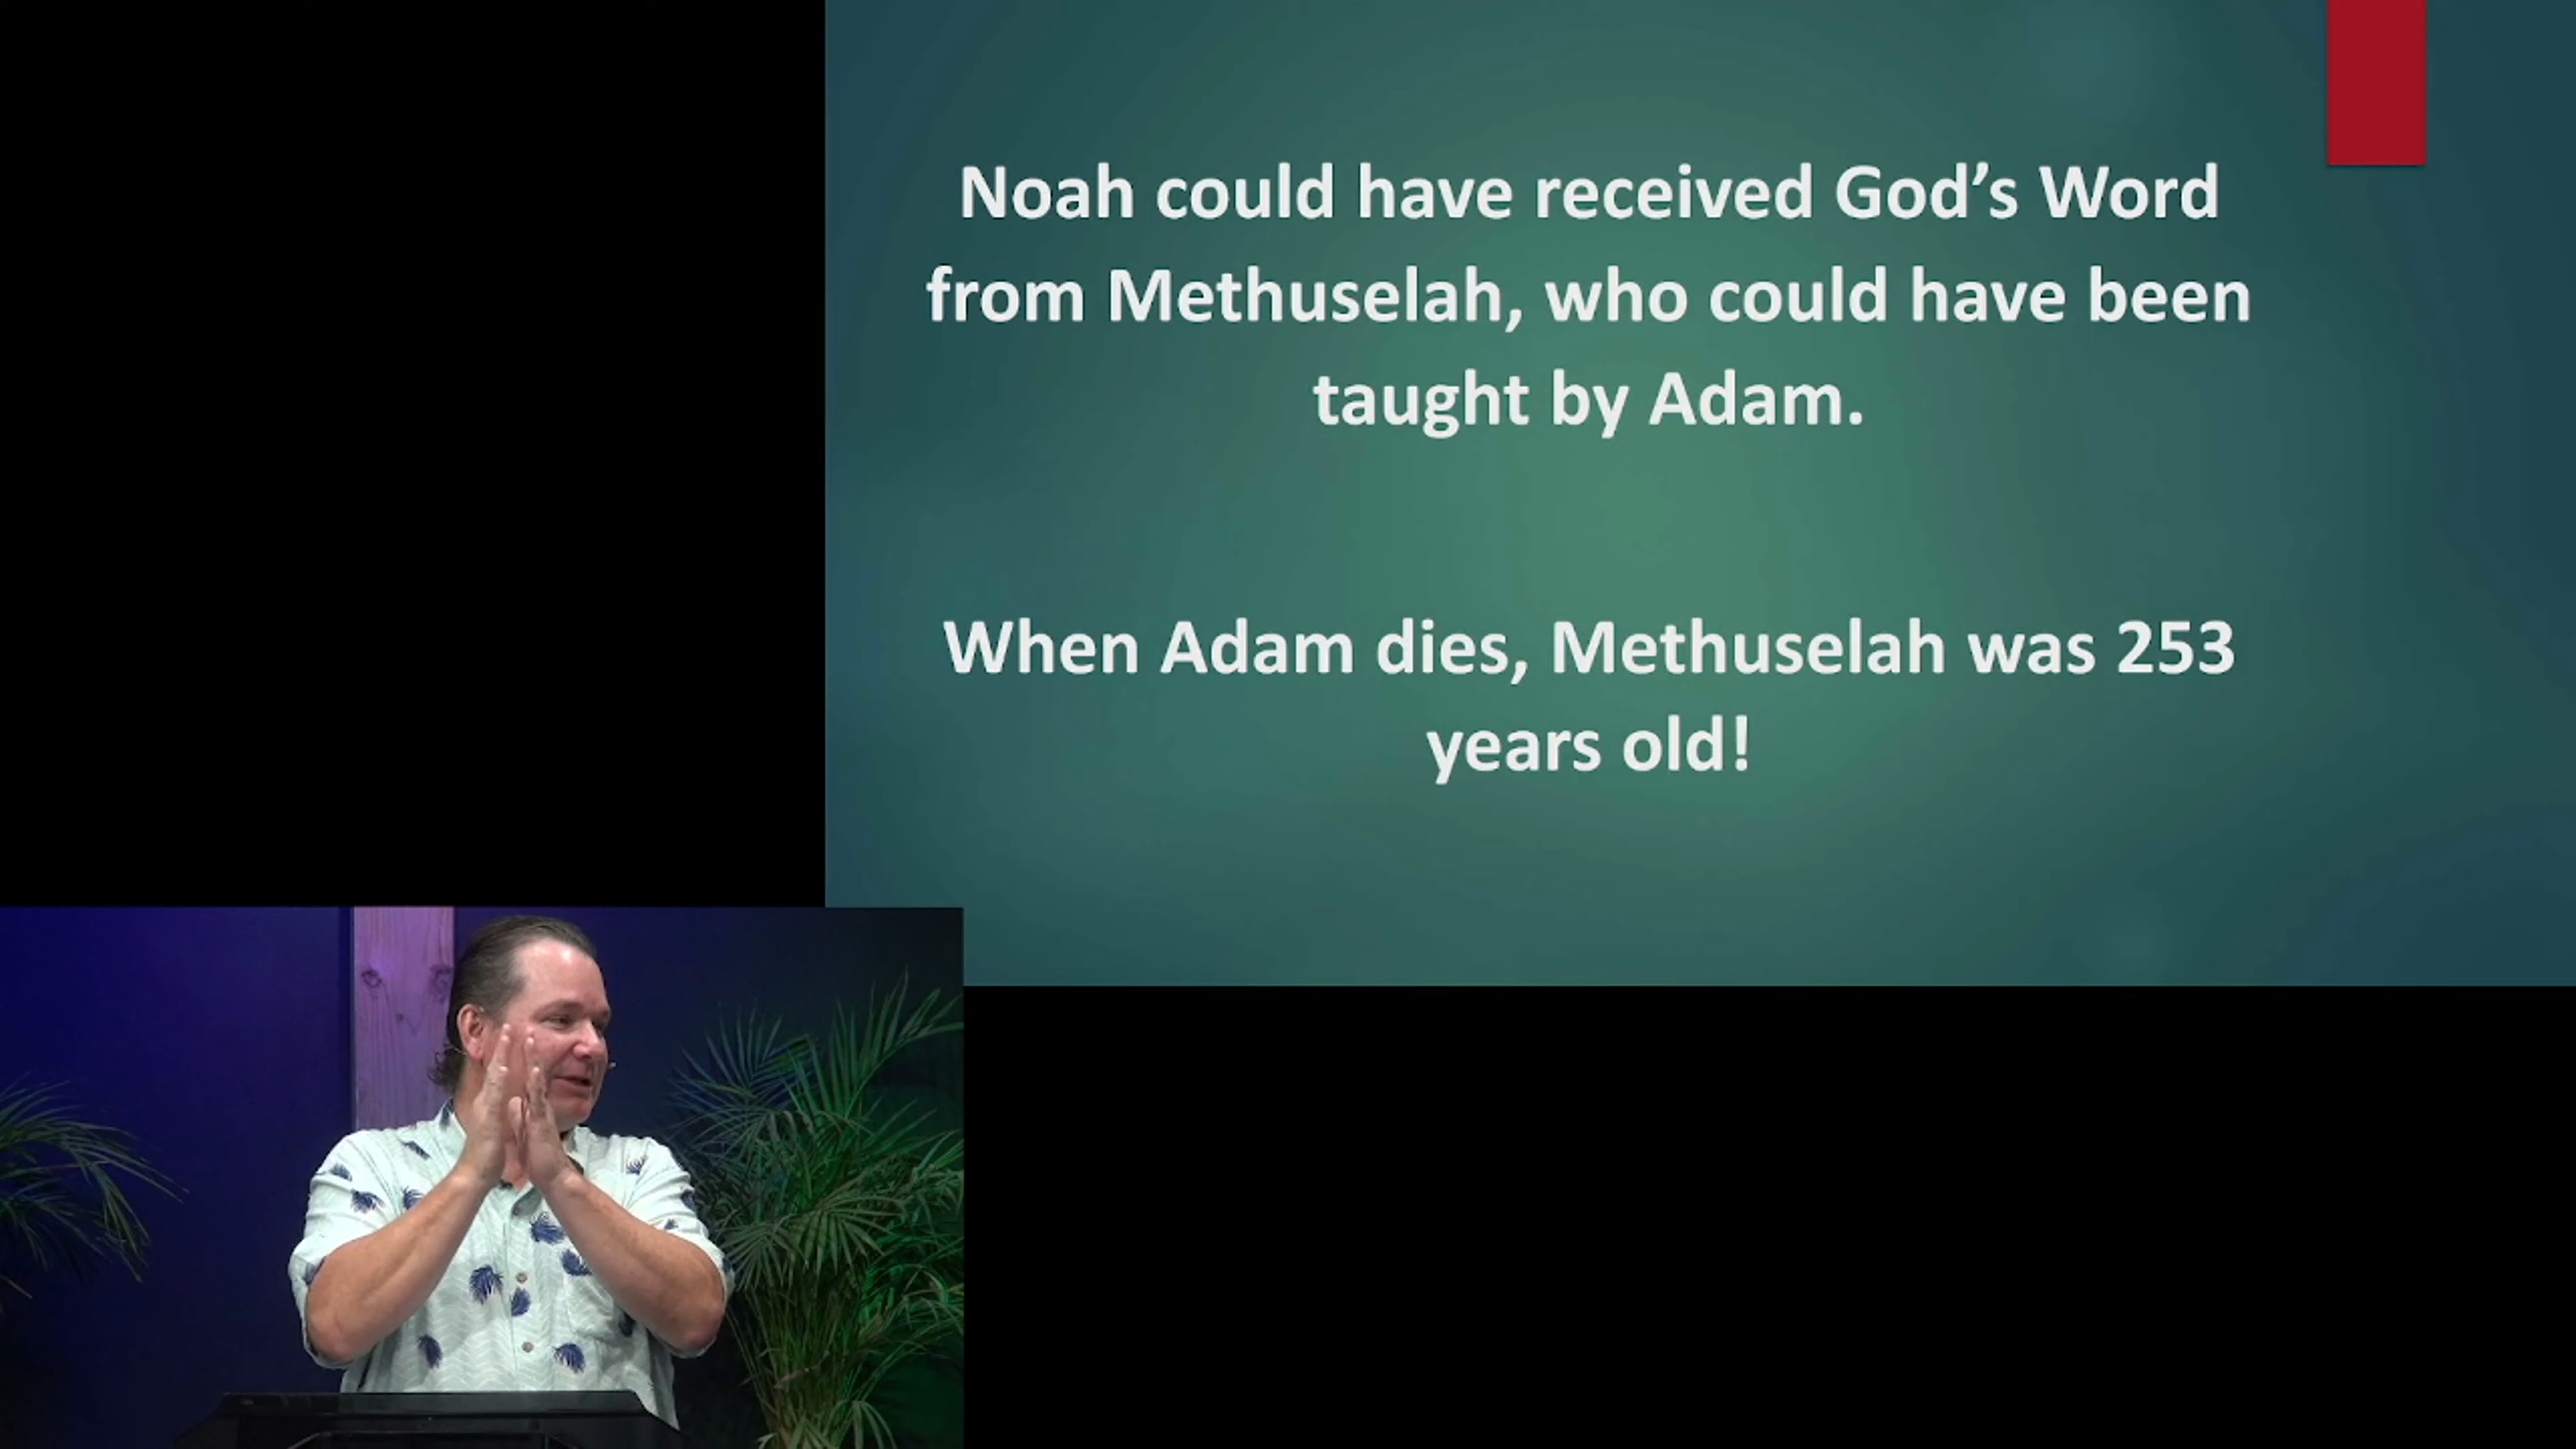 Noah could have received God’s Word
from Methuselah, who could have been
taught by Adam.
When Adam dies, Methuselah was 253
years old!